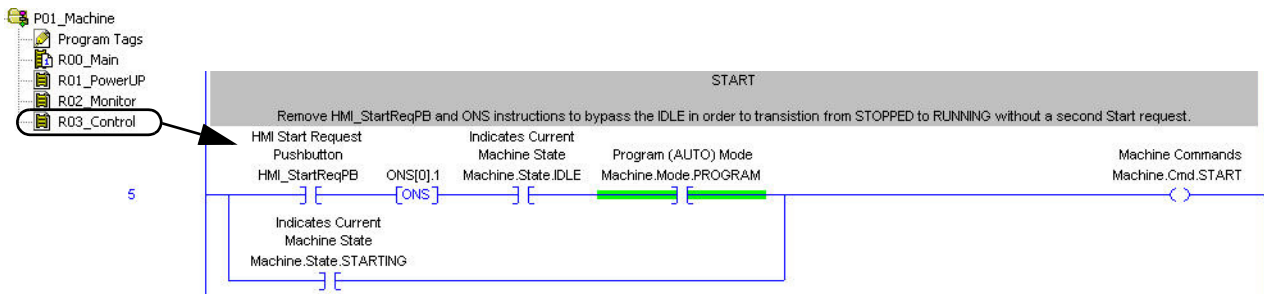 P01_Machine
Program Tags
R00_Main
R01_PowerUP
R02_Monitor
R03_Control
START
Remove HMI_StartReqPB and ONS instructions to bypass the IDLE in order to transistion from STOPPED to RUNNING without a second Start request.
HMI Start Request
Pushbutton
HMI_StartReqPB
ONS[0].1
ONS
Indicates Current
Machine State
Machine.State.IDLE
Program (AUTO) Mode
Machine.Mode.PROGRAM
Machine Commands
Machine.Cmd.START
5
Indicates Current
Machine State
Machine.State.STARTING